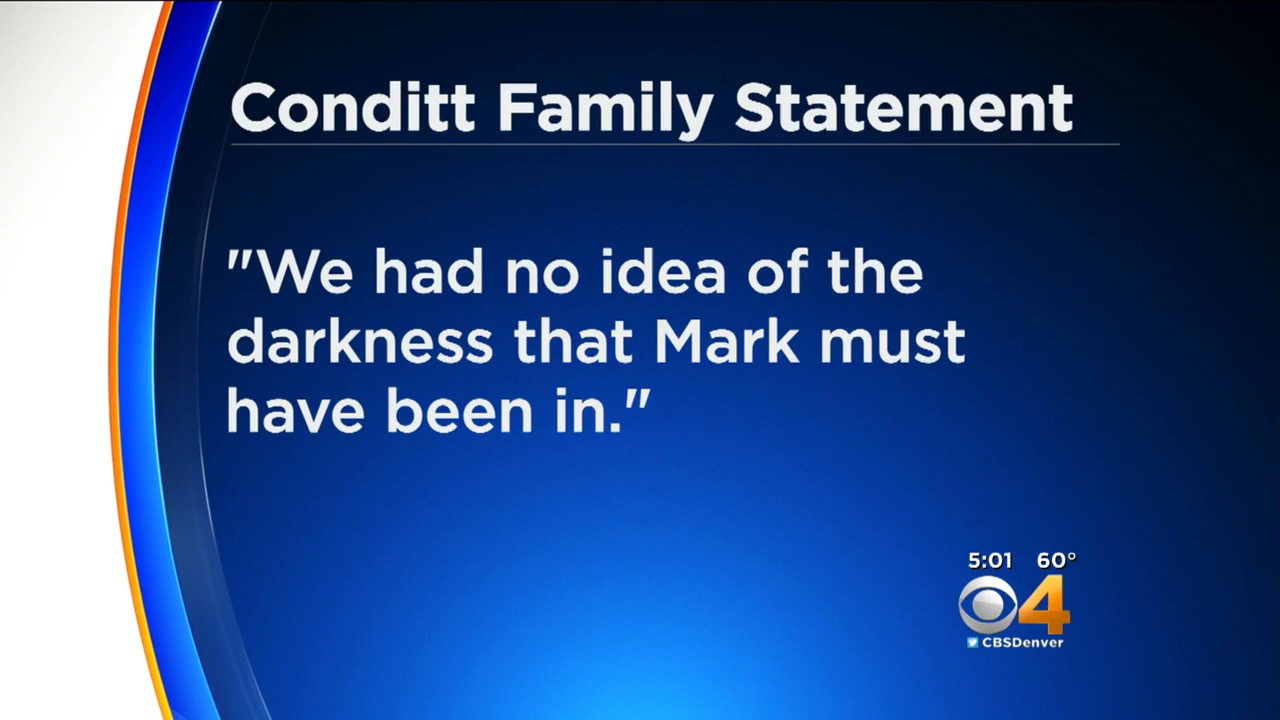 Conditt Family Statement
"We had no idea of the
darkness that Mark must
have been in."
5:01 60°
4
CBSDenver